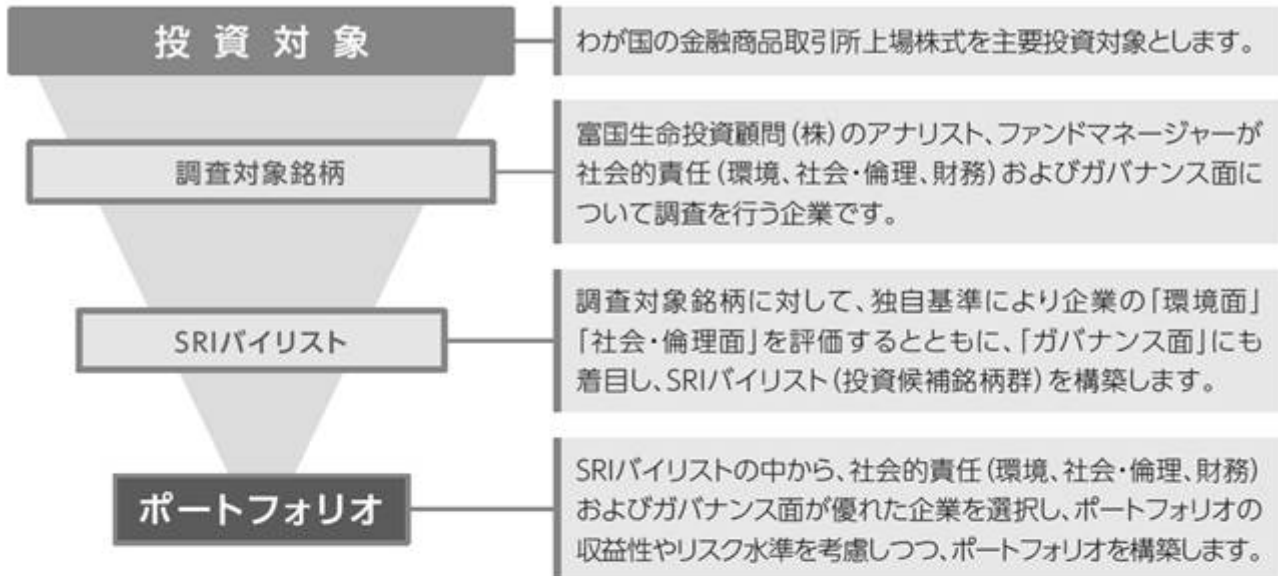 投資対象
わが国の金融商品取引所上場株式を主要投資対象とします。
調査対象銘柄
富国生命投資顧問(株)のアナリスト、ファンドマネージャーが
社会的責任(環境、社会・倫理、財務)およびガバナンス面に
ついて調査を行う企業です。
SRIバイリスト
調査対象銘柄に対して、独自基準により企業の「環境面」
「社会・倫理面」を評価するとともに、「ガバナンス面」にも
着目し、SRIバイリスト(投資候補銘柄群)を構築します。
ポートフォリオ
SRIバイリストの中から、社会的責任(環境、社会・倫理、財務)
およびガバナンス面が優れた企業を選択し、ポートフォリオの
収益性やリスク水準を考慮しつつ、ポートフォリオを構築します。